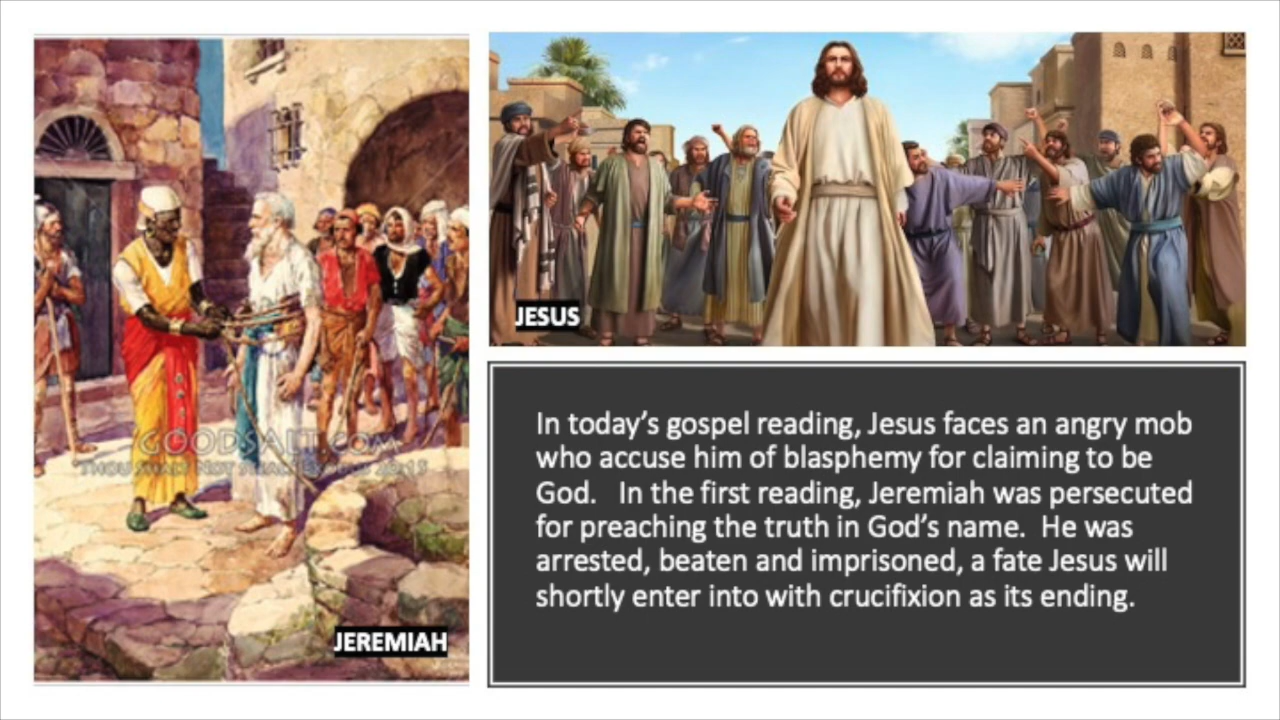 JESUS
GOODSALT.COM
JEREMIAH
In today's gospel reading, Jesus faces an angry mob
who accuse him of blasphemy for claiming to be
God.   In the first reading, Jeremiah was persecuted
for preaching the truth in God's name.  He was
arrested, beaten and imprisoned, a fate Jesus will
shortly enter into with crucifixion as its ending.